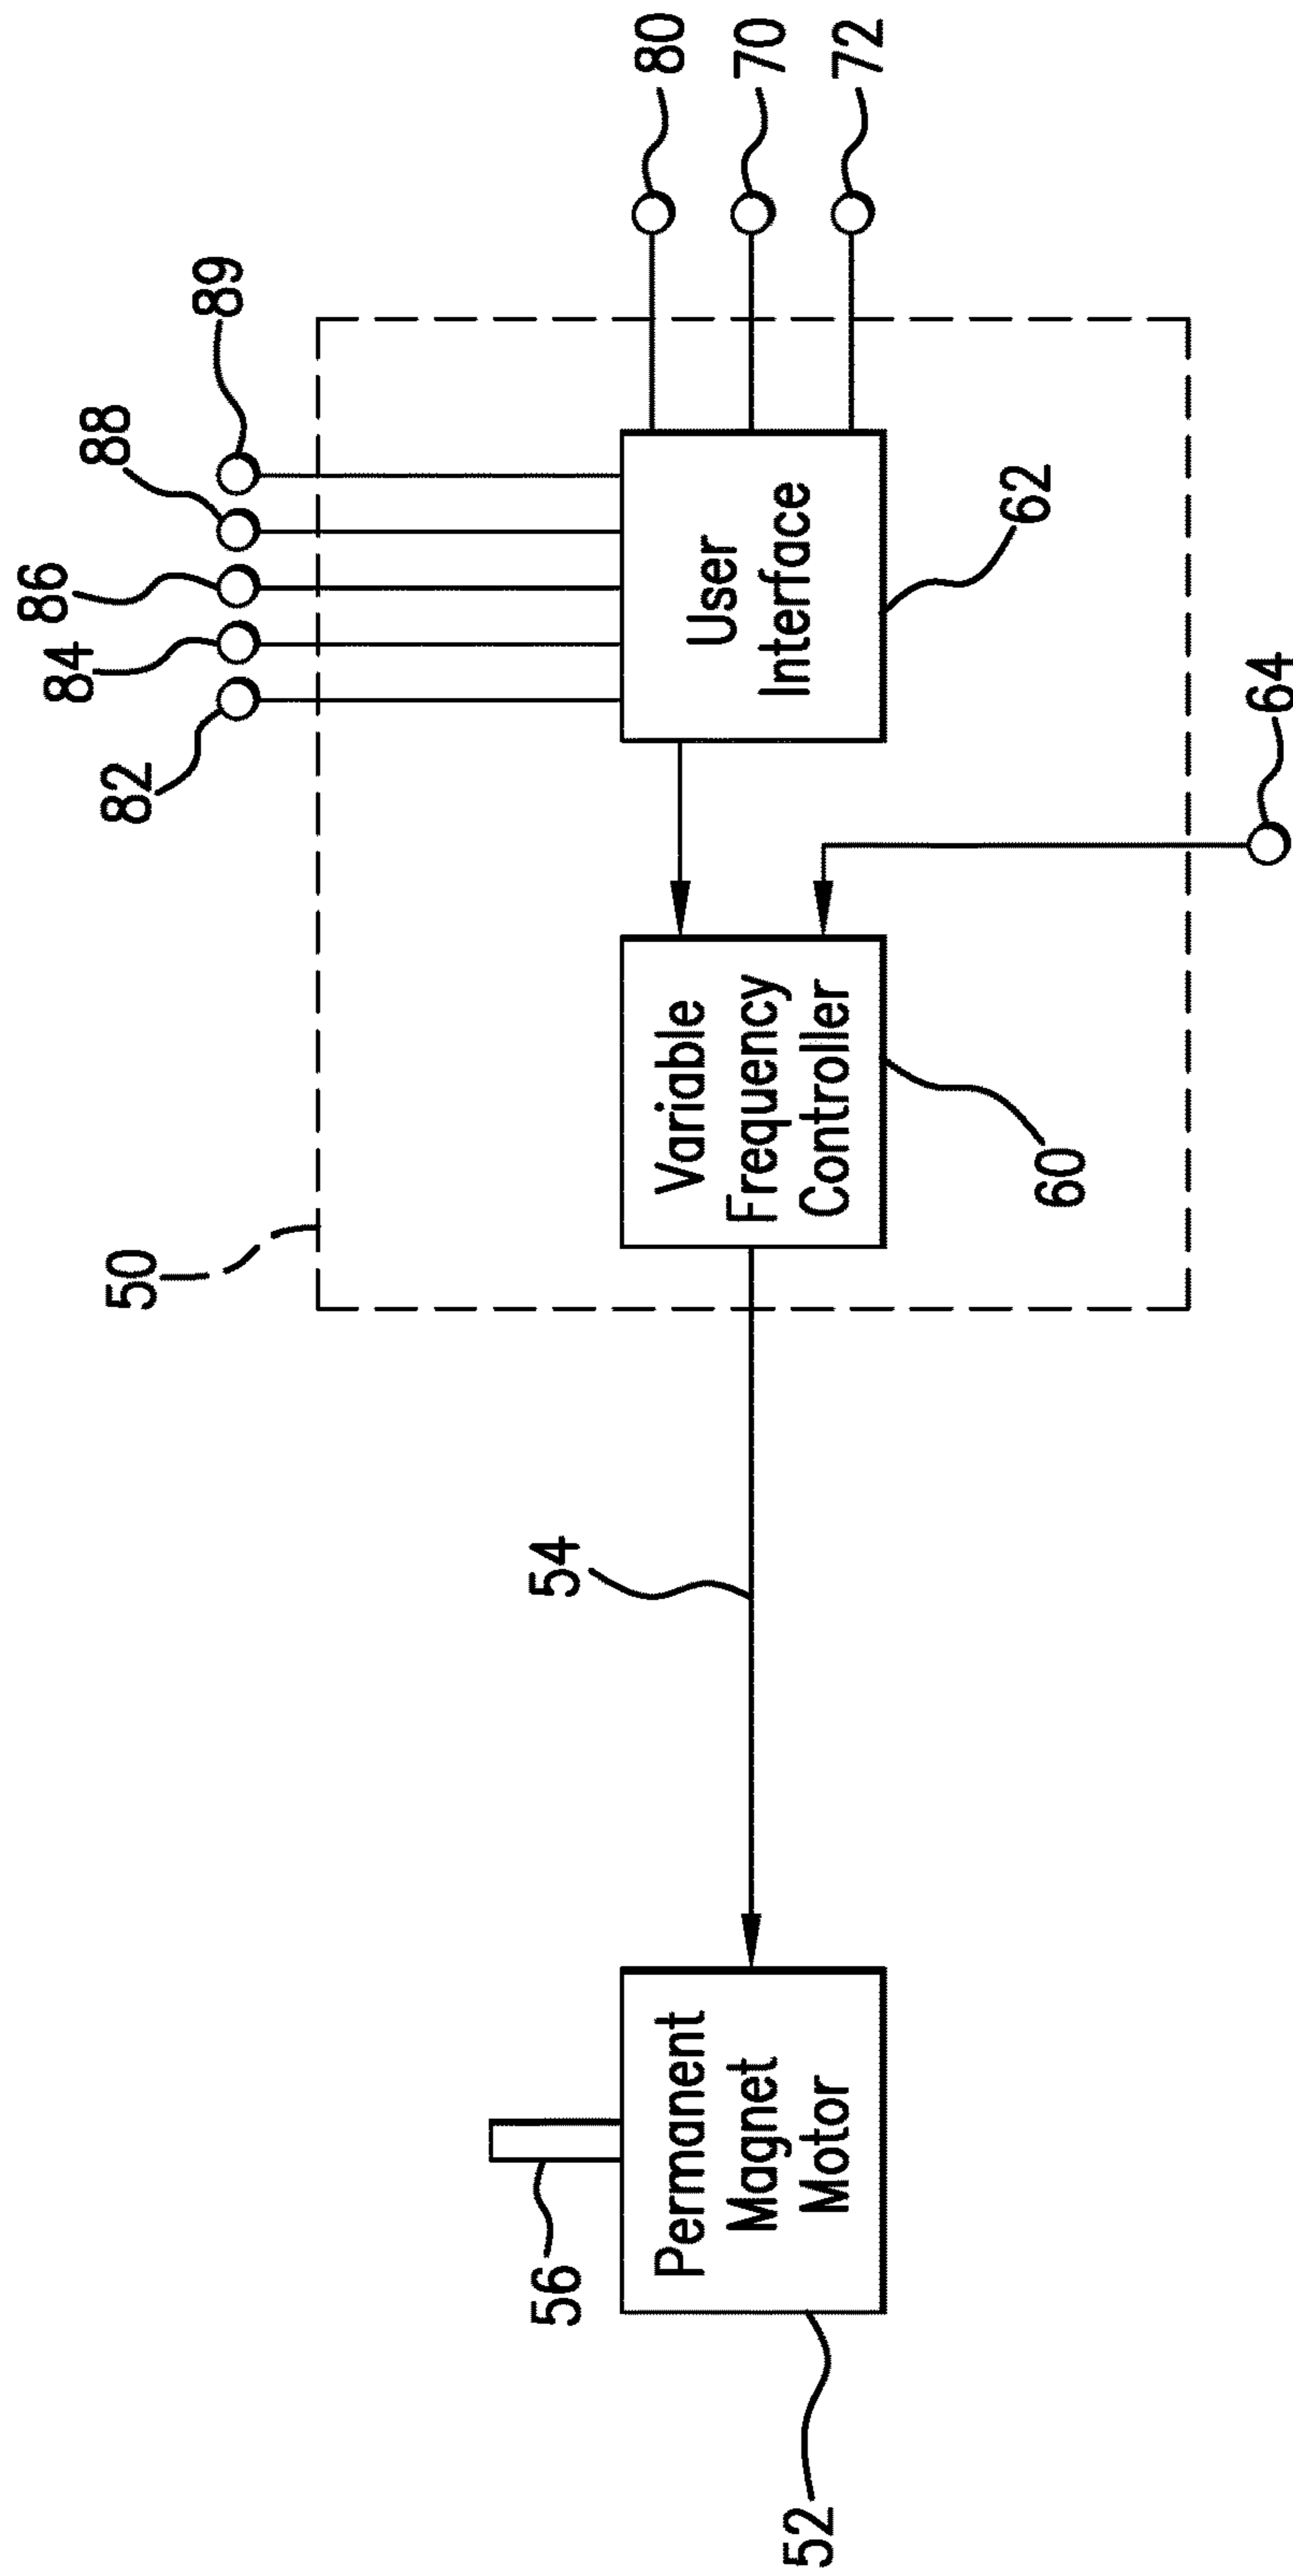 50
82
84
86
88
89
56
54
Permanent
Magnet
Motor
Variable
Frequency
Controller
User
Interface
80
70
72
52
60
62
64